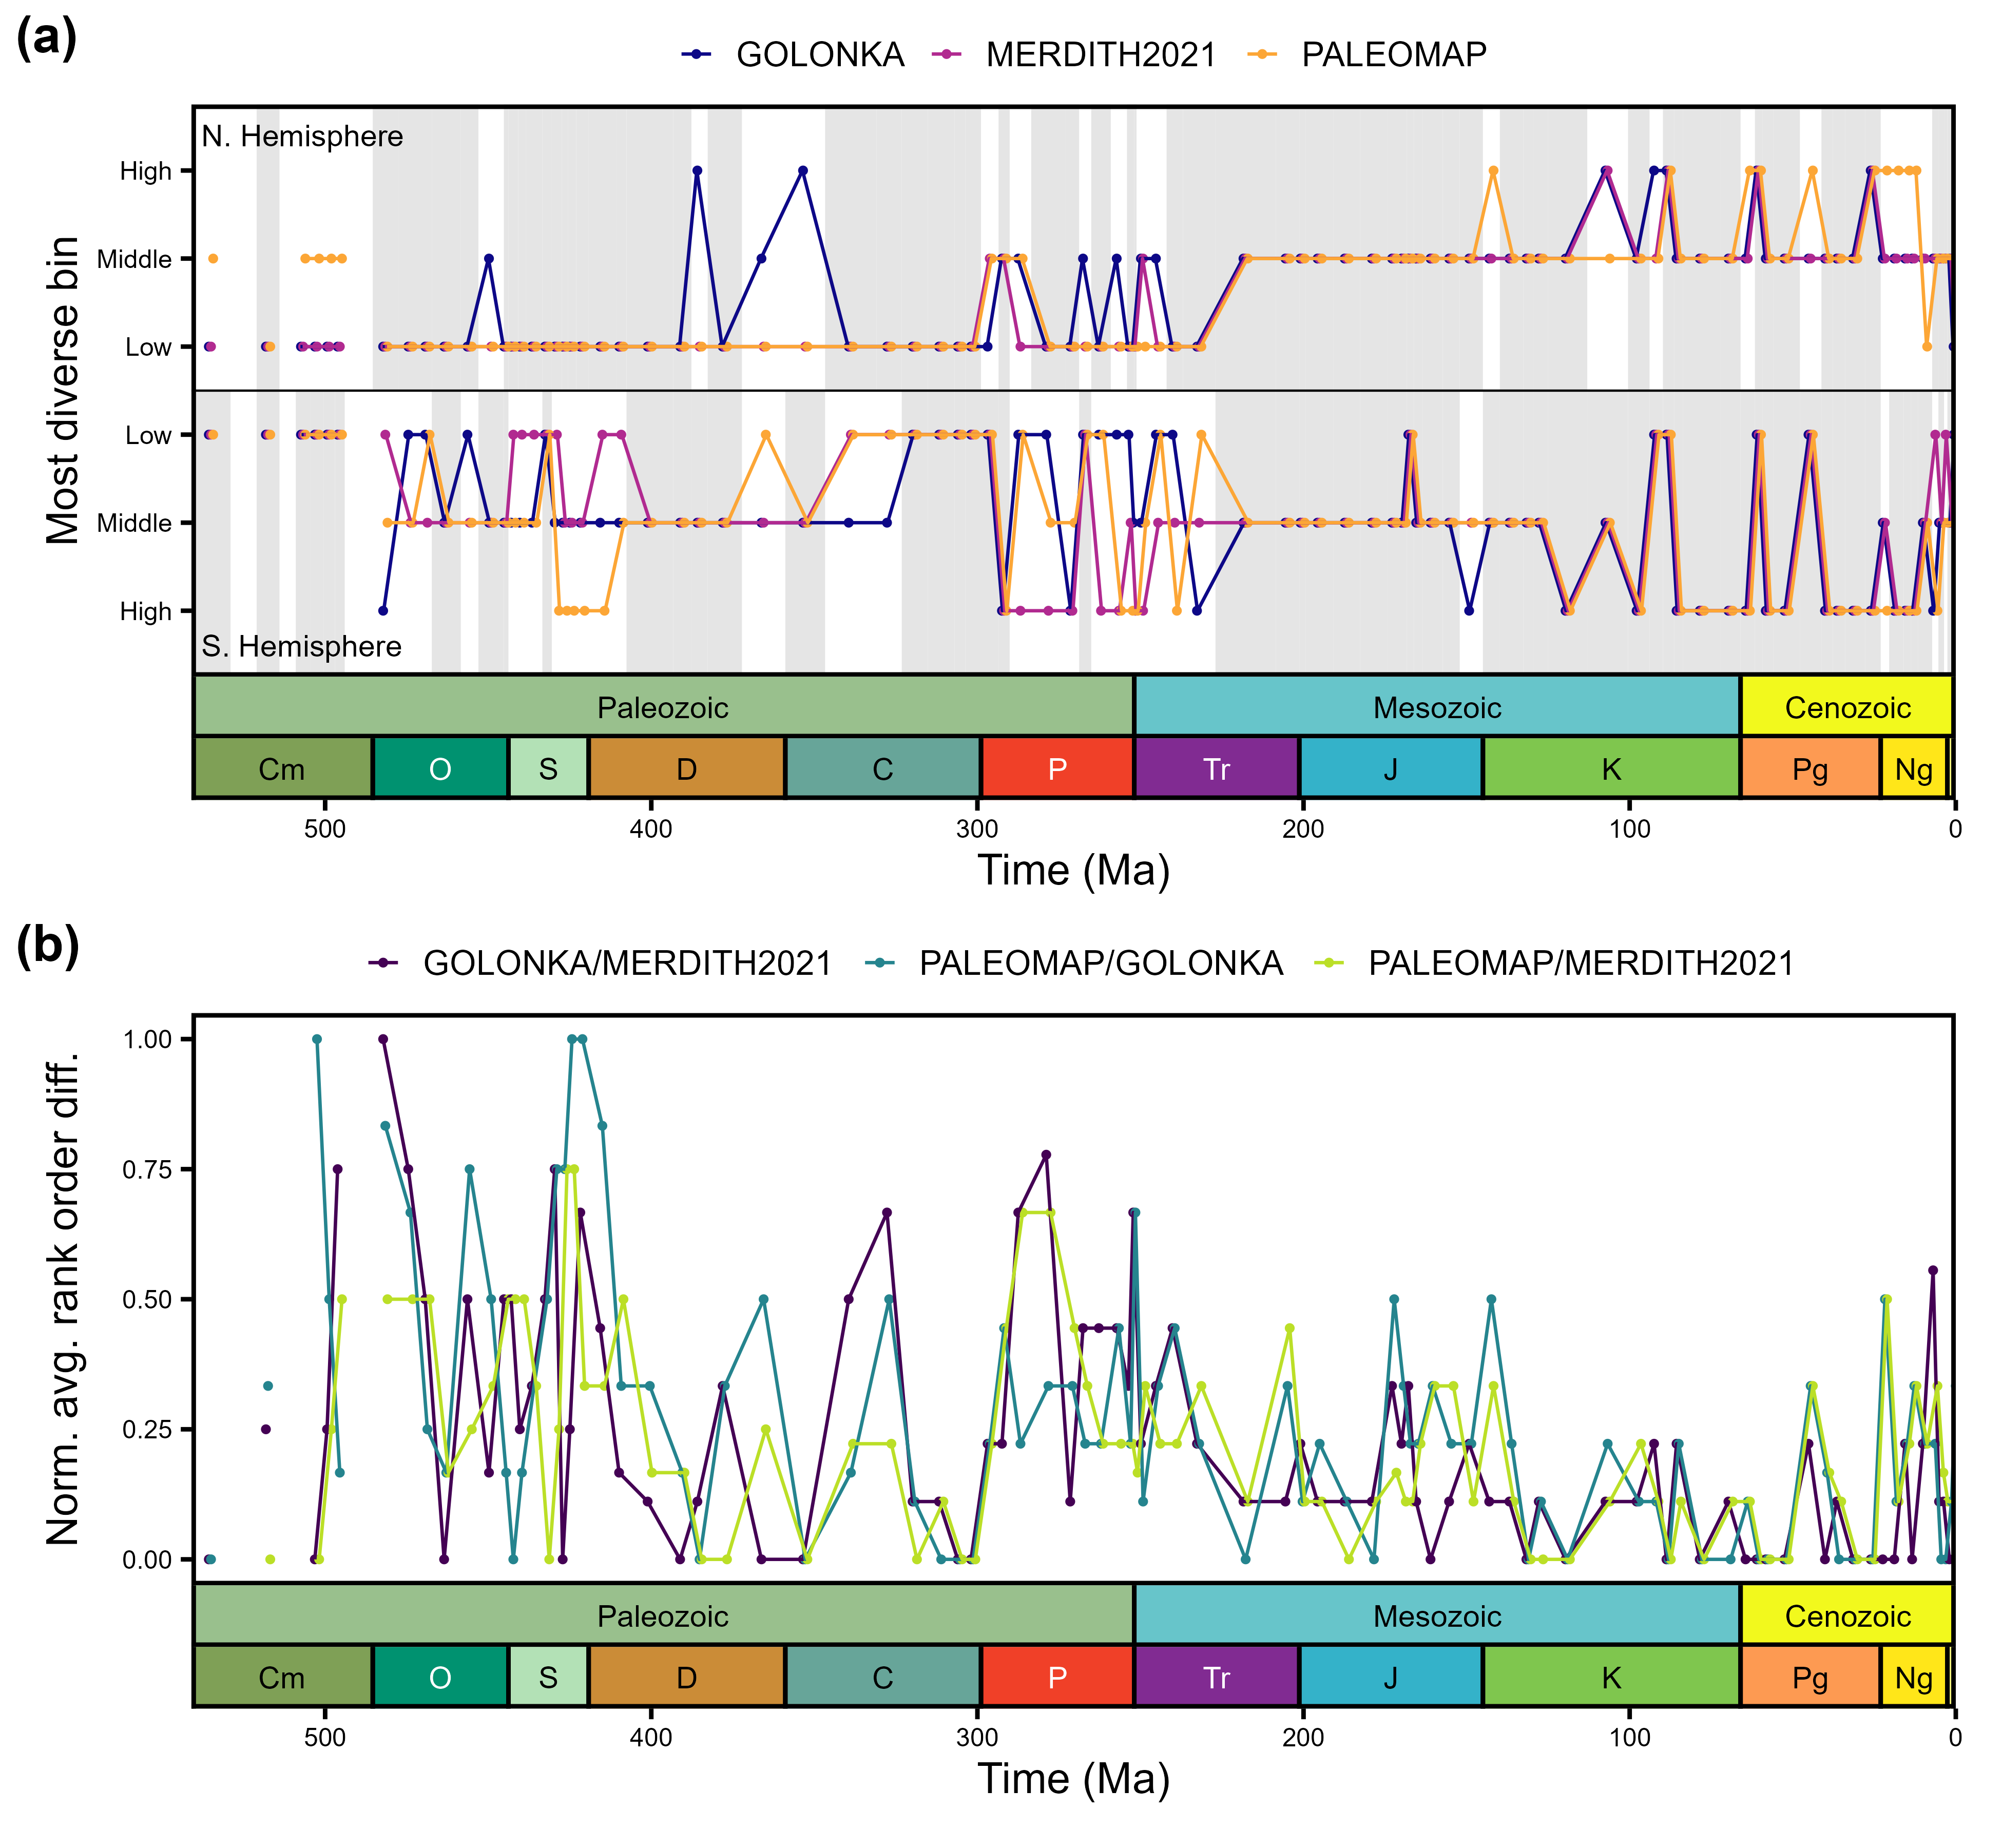 (a)
GOLONKA MERDITH2021 PALEOMAP
N. Hemisphere
High
Middle
Low
Low
Middle
High
S. Hemisphere
Most diverse bin
Paleozoic Mesozoic Cenozoic
Cm O S D C P Tr J K Pg Ng
500 400 300 200 100 0
Time (Ma)
(b)
GOLONKA/MERDITH2021 PALEOMAP/GOLONKA PALEOMAP/MERDITH2021
1.00
0.75
0.50
0.25
0.00
Norm. avg. rank order diff.
Paleozoic Mesozoic Cenozoic
Cm O S D C P Tr J K Pg Ng
500 400 300 200 100 0
Time (Ma)